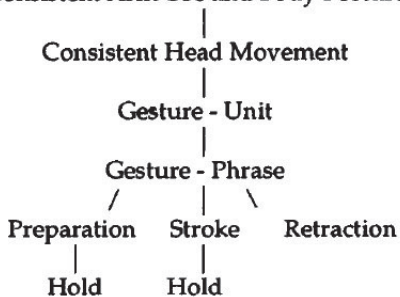 Consistent Head Movement
Gesture - Unit
Gesture - Phrase
Preparation Stroke Retraction
Hold Hold